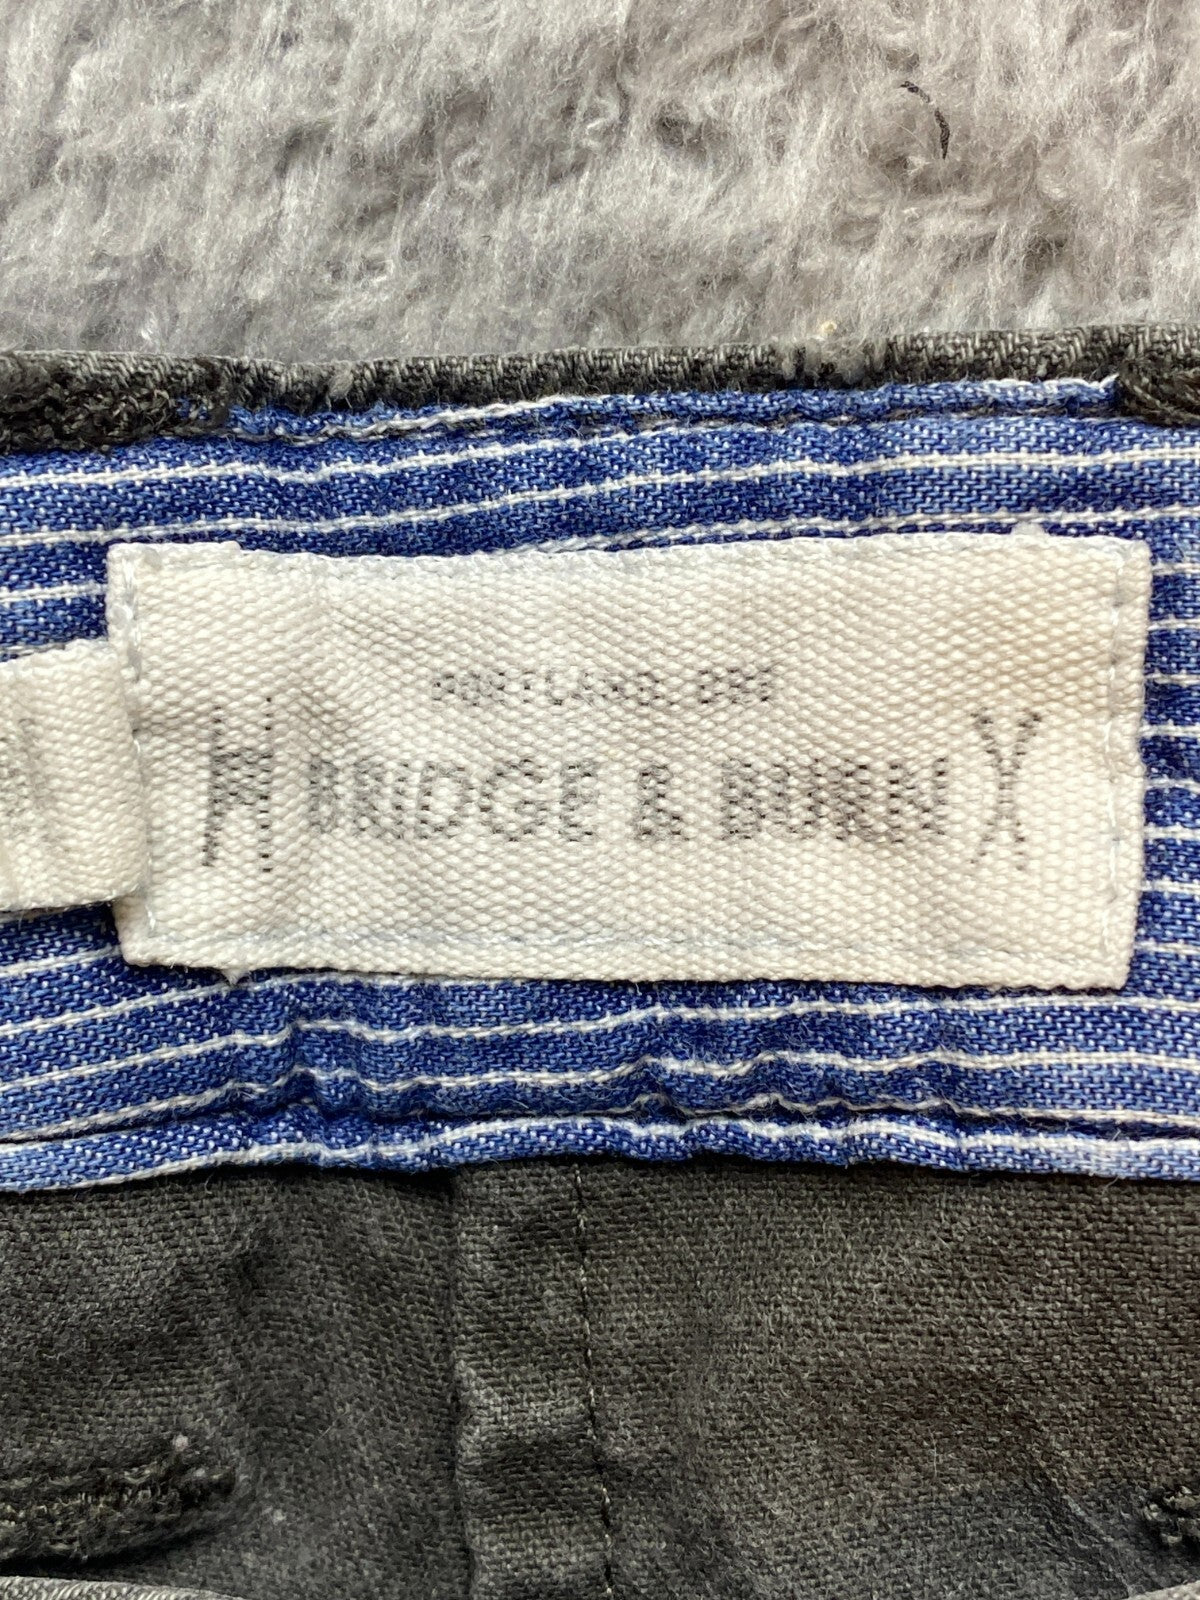 PORTLAND, ORE
BRIDGE & BURN